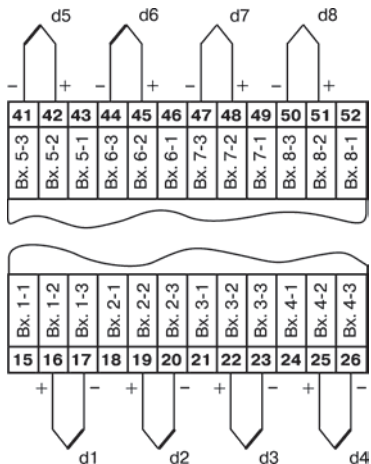 d5 d6 d7 d8
– + – + – + – +
41 42 43 44 45 46 47 48 49 50 51 52
Вх. 5-3 Вх. 5-2 Вх. 5-1 Вх. 6-3 Вх. 6-2 Вх. 6-1 Вх. 7-3 Вх. 7-2 Вх. 7-1 Вх. 8-3 Вх. 8-2 Вх. 8-1
Вх. 1-1 Вх. 1-2 Вх. 1-3 Вх. 2-1 Вх. 2-2 Вх. 2-3 Вх. 3-1 Вх. 3-2 Вх. 3-3 Вх. 4-1 Вх. 4-2 Вх. 4-3
15 16 17 18 19 20 21 22 23 24 25 26
+ – + – + – + –
d1 d2 d3 d4